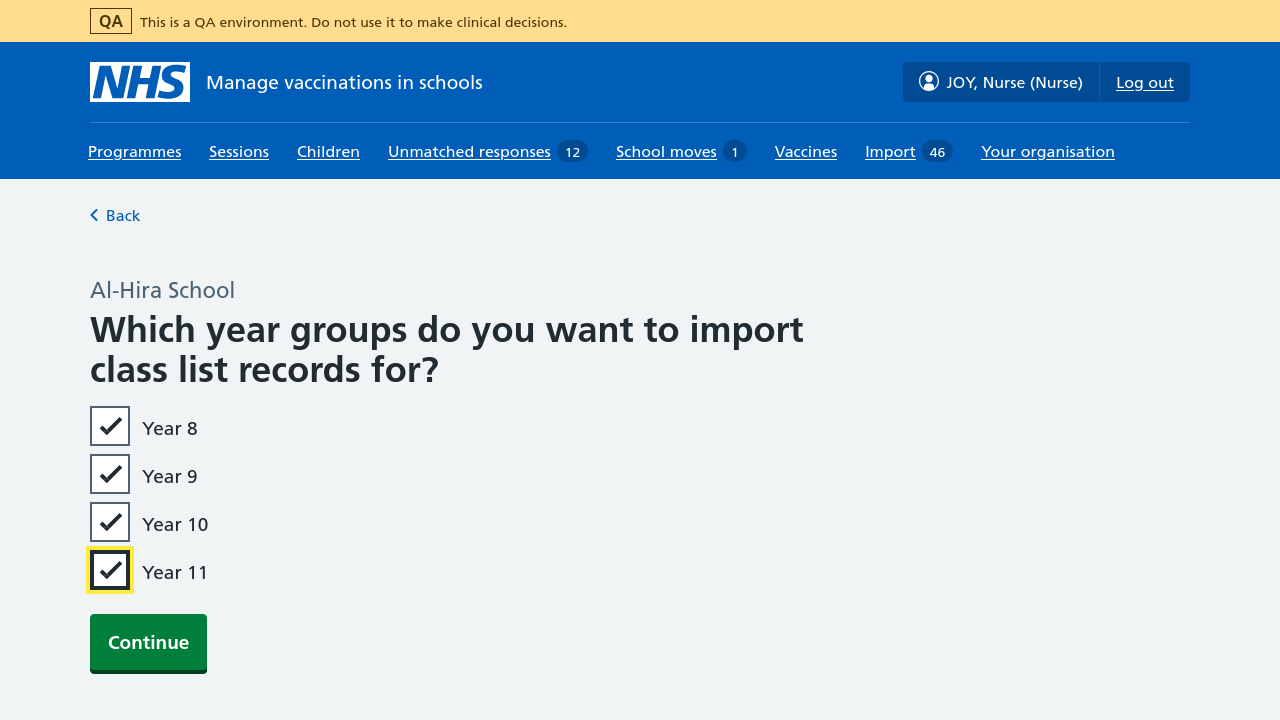 QA This is a QA environment. Do not use it to make clinical decisions.
NHS Manage vaccinations in schools JOY, Nurse (Nurse) Log out
Programmes Sessions Children Unmatched responses 12 School moves 1 Vaccines Import 46 Your organisation
Back
Al-Hira School
Which year groups do you want to import
class list records for?
Year 8
Year 9
Year 10
Year 11
Continue